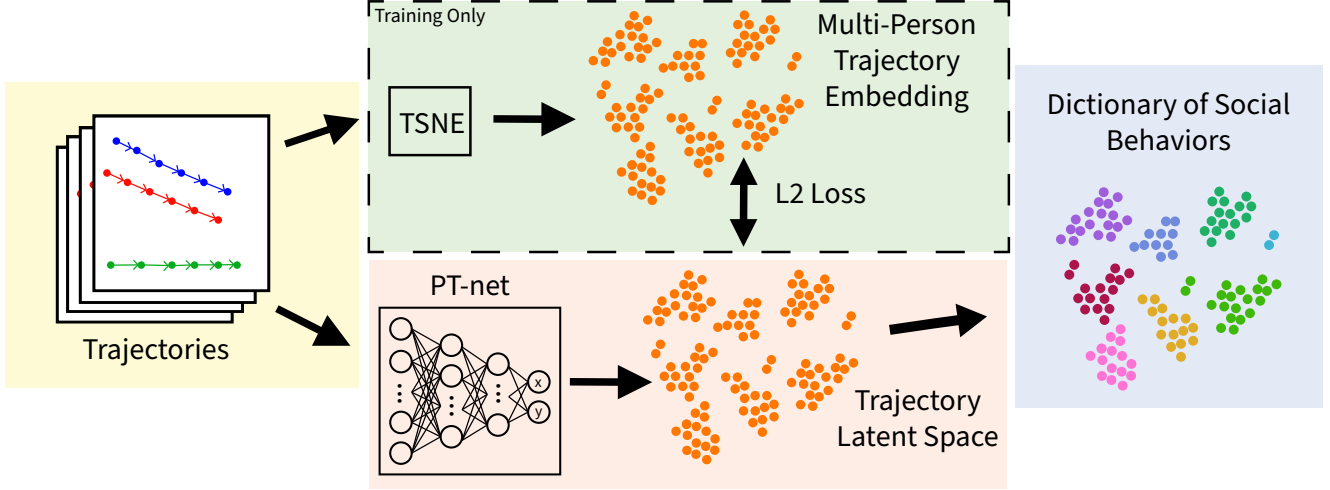 Training Only
TSNE
Multi-Person
Trajectory
Embedding
L2 Loss
Trajectories
PT-net
x
y
Trajectory
Latent Space
Dictionary of Social
Behaviors